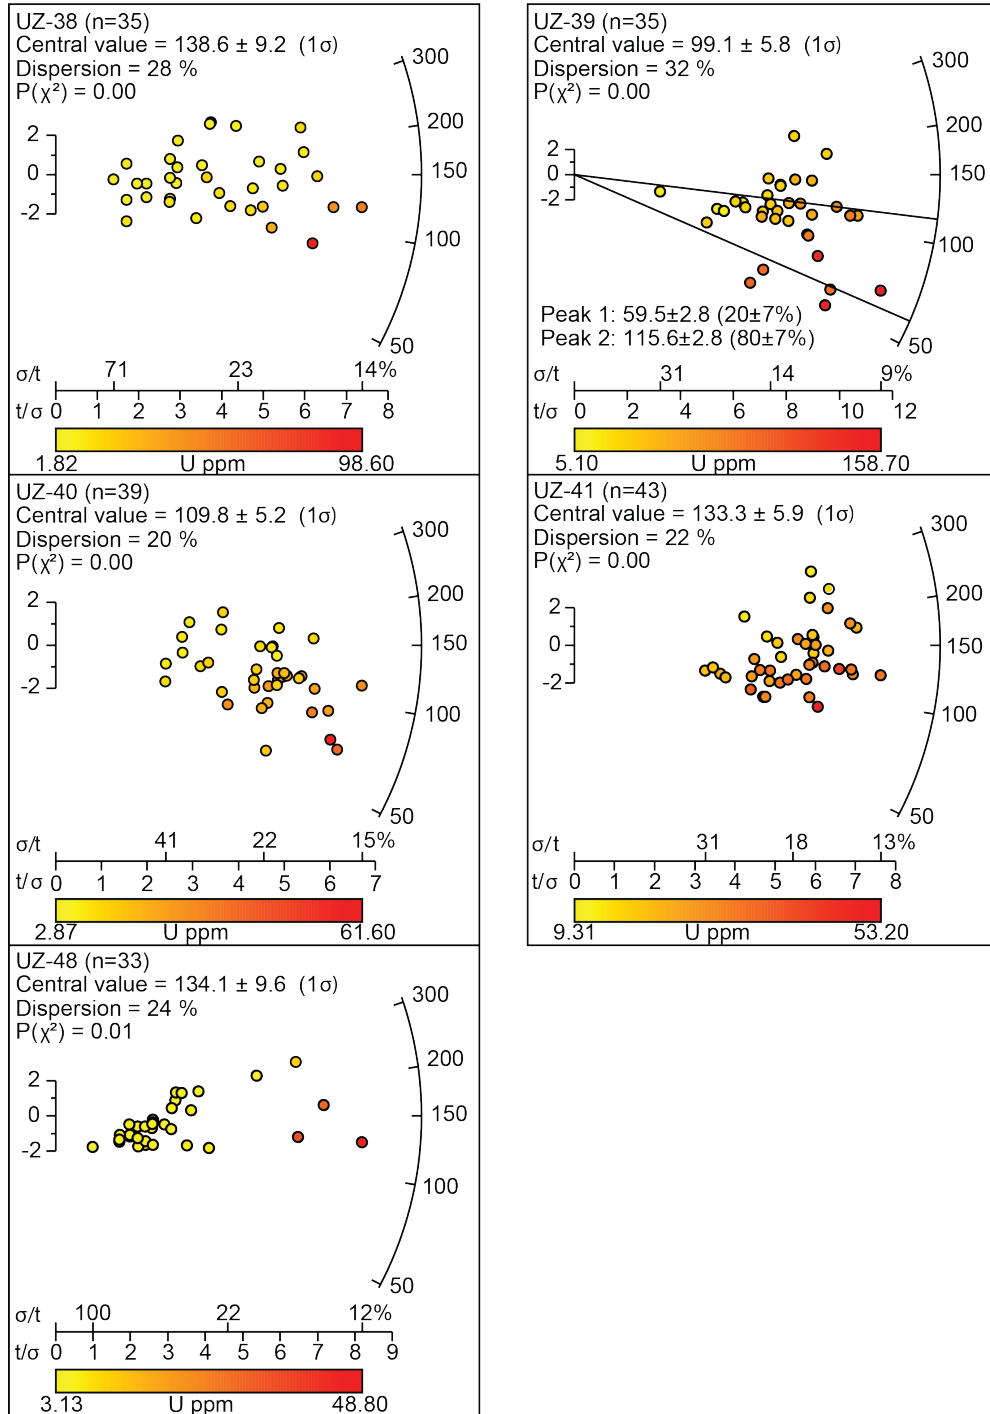 UZ-38 (n=35)
Central value = 138.6 ± 9.2 (1σ)
Dispersion = 28 %
P(χ²) = 0.00
300
200
150
100
50
2
0
-2
σ/t 71 23 14%
t/σ 0 1 2 3 4 5 6 7 8
1.82 U ppm 98.60
UZ-39 (n=35)
Central value = 99.1 ± 5.8 (1σ)
Dispersion = 32 %
P(χ²) = 0.00
300
200
150
100
50
2
0
-2
Peak 1: 59.5±2.8 (20±7%)
Peak 2: 115.6±2.8 (80±7%)
σ/t 31 14 9%
t/σ 0 2 4 6 8 10 12
5.10 U ppm 158.70
UZ-40 (n=39)
Central value = 109.8 ± 5.2 (1σ)
Dispersion = 20 %
P(χ²) = 0.00
300
200
150
100
50
2
0
-2
σ/t 41 22 15%
t/σ 0 1 2 3 4 5 6 7
2.87 U ppm 61.60
UZ-41 (n=43)
Central value = 133.3 ± 5.9 (1σ)
Dispersion = 22 %
P(χ²) = 0.00
300
200
150
100
50
2
0
-2
σ/t 31 18 13%
t/σ 0 1 2 3 4 5 6 7 8
9.31 U ppm 53.20
UZ-48 (n=33)
Central value = 134.1 ± 9.6 (1σ)
Dispersion = 24 %
P(χ²) = 0.01
300
200
150
100
50
2
0
-2
σ/t 100 22 12%
t/σ 0 1 2 3 4 5 6 7 8 9
3.13 U ppm 48.80